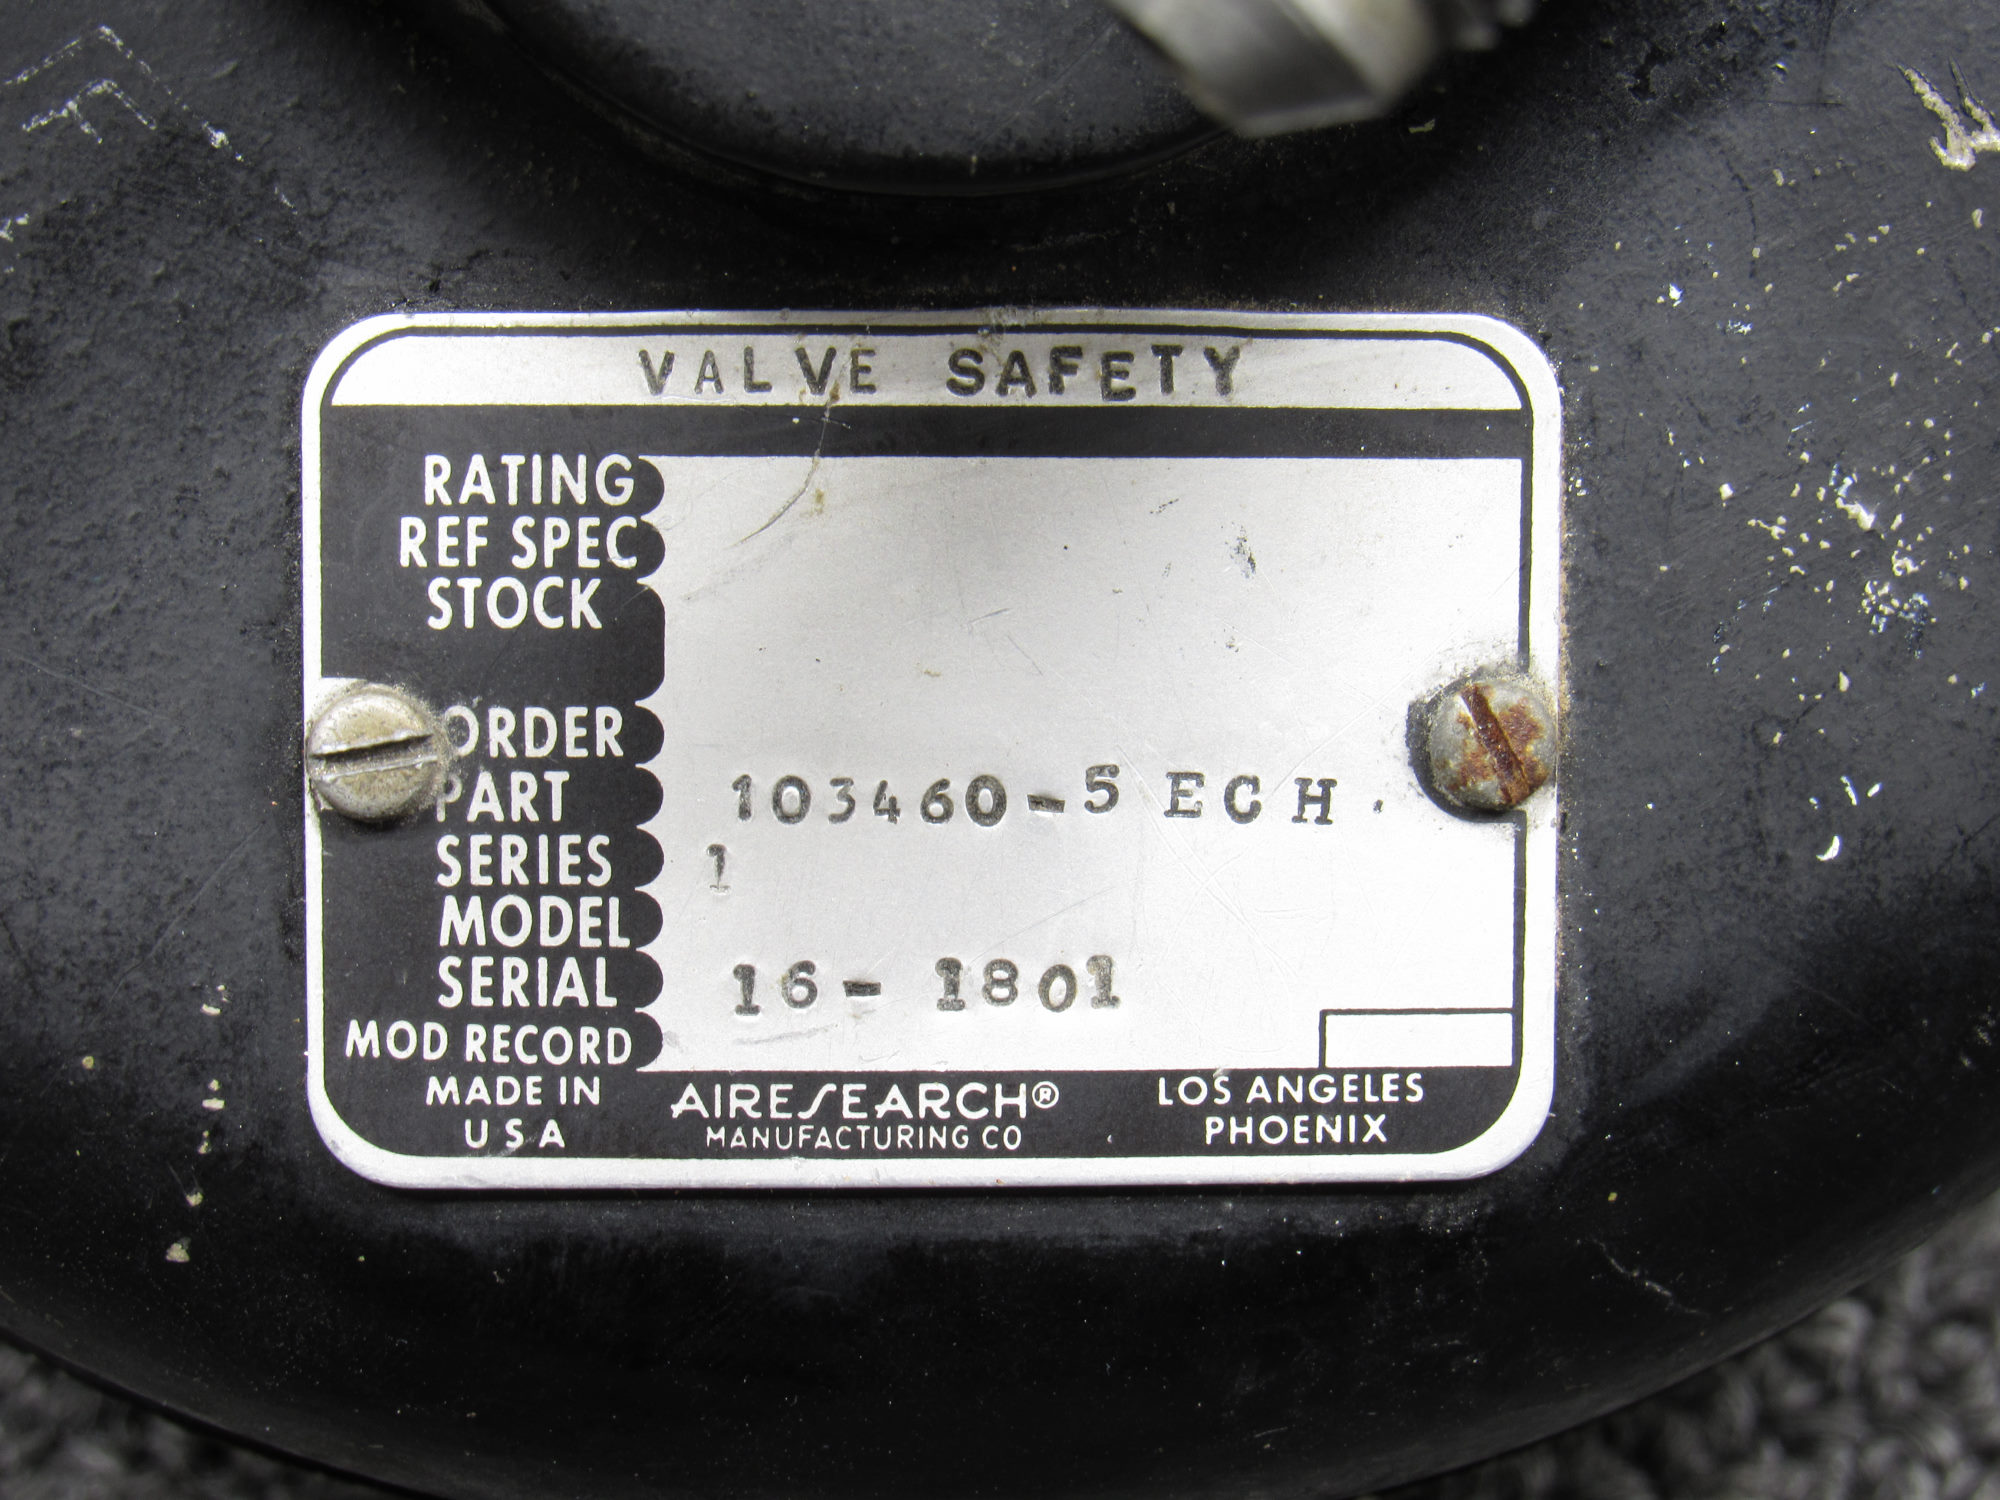 VALVE SAFETY
RATING
REF SPEC
STOCK
ORDER
PART 103460-5 ECH.
SERIES 1
MODEL
SERIAL 16-1801
MOD RECORD
MADE IN
U S A
AIRESEARCH®
MANUFACTURING CO
LOS ANGELES
PHOENIX